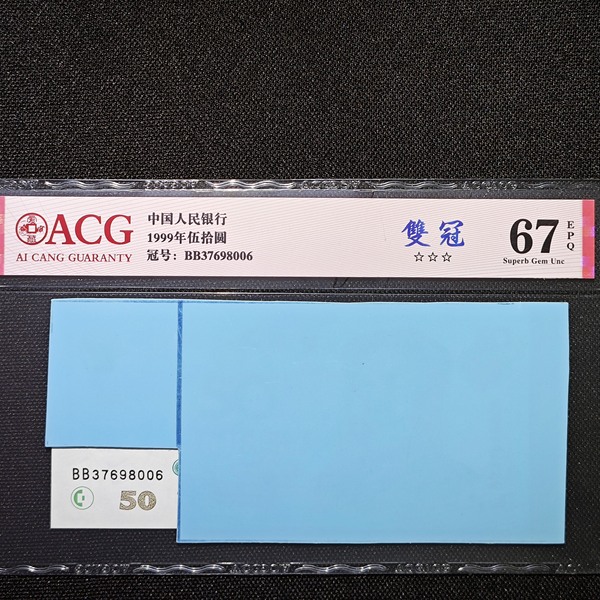 ACG
AI CANG GUARANTY
中国人民银行
1999年伍拾圆
冠号：BB37698006
雙冠
☆☆☆
67
EPQ
Superb Gem Unc
BB37698006
50